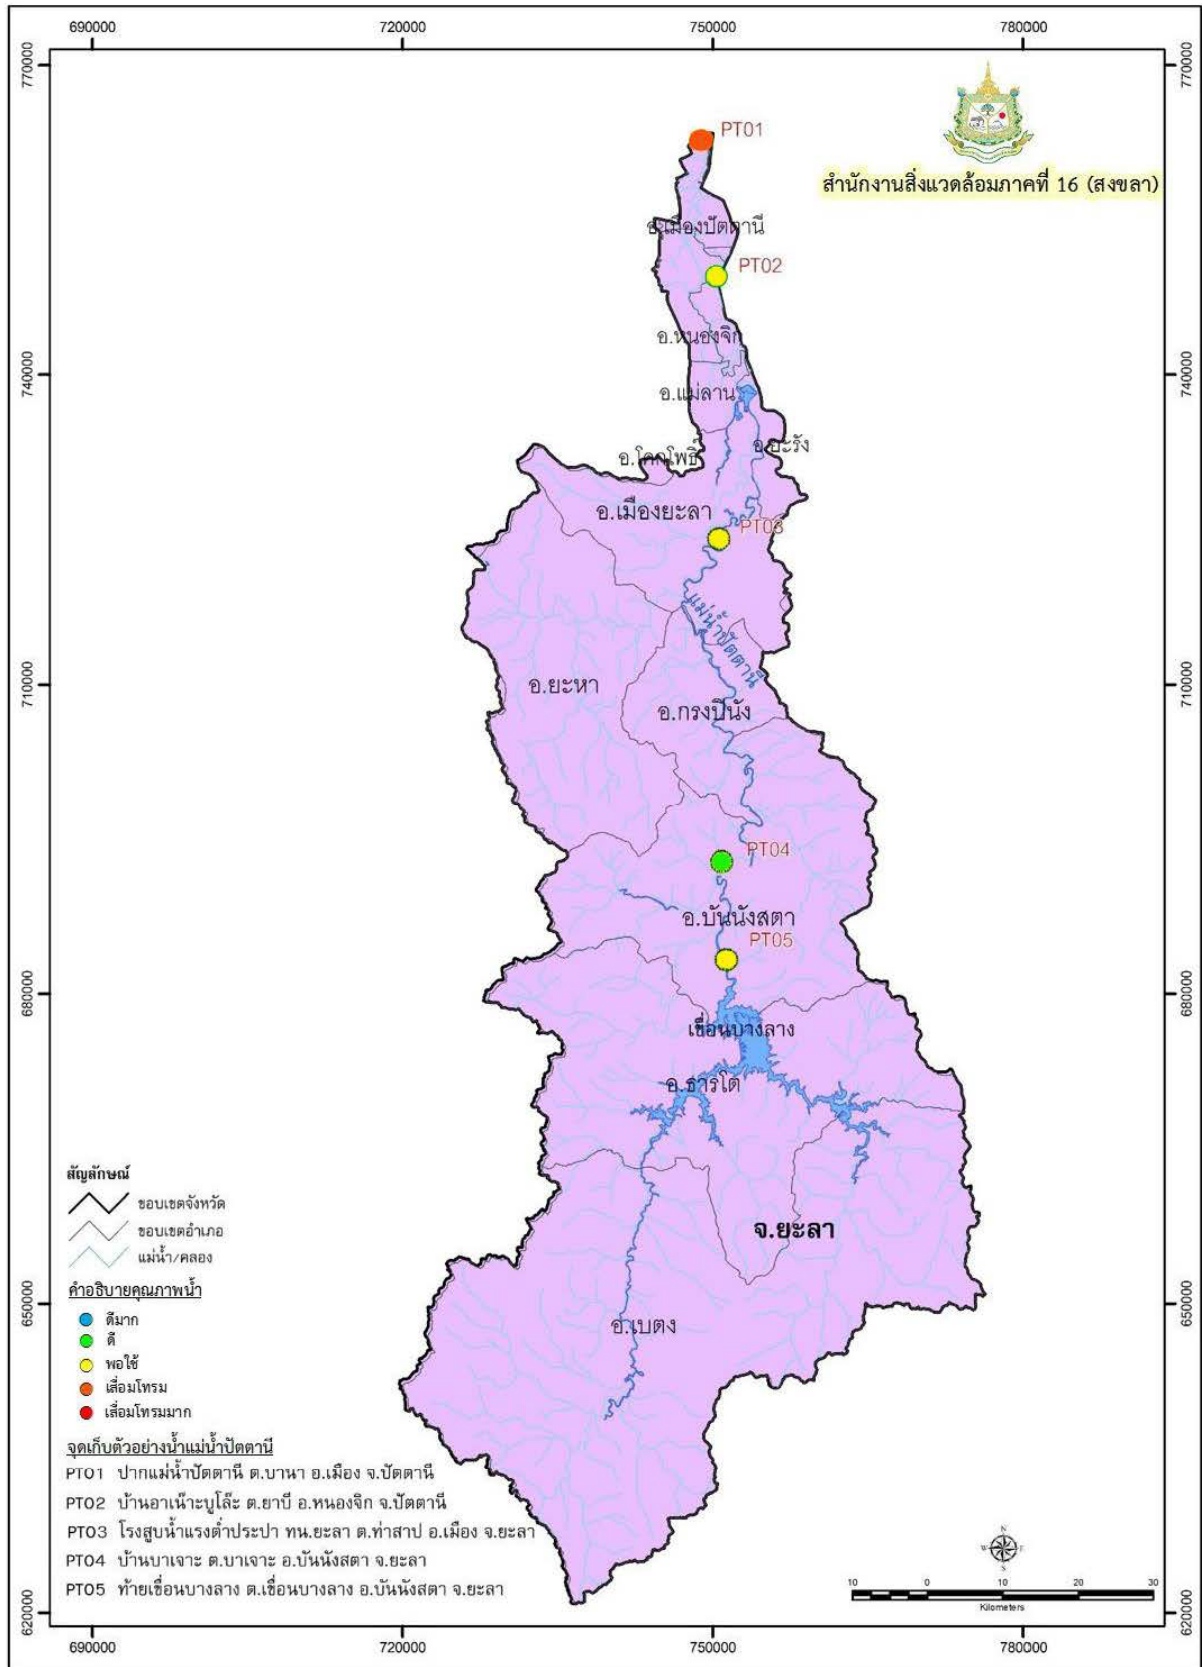 690000
720000
750000
780000
770000
770000
PT01
สำนักงานสิ่งแวดล้อมภาคที่ 16 (สงขลา)
อ.เมืองปัตตานี
PT02
อ.หนองจิก
740000
740000
อ.แม่ลาน
อ.ยะรัง
อ.โคกโพธิ์
อ.เมืองยะลา
PT03
แม่น้ำปัตตานี
710000
710000
อ.ยะหา
อ.กรงปินัง
PT04
อ.บันนังสตา
PT05
680000
680000
เขื่อนบางลาง
อ.ธารโต
สัญลักษณ์
ขอบเขตจังหวัด
ขอบเขตอำเภอ
แม่น้ำ/คลอง
จ.ยะลา
คำอธิบายคุณภาพน้ำ
650000
650000
ดีมาก
ดี
อ.เบตง
พอใช้
เสื่อมโทรม
เสื่อมโทรมมาก
จุดเก็บตัวอย่างน้ำแม่น้ำปัตตานี
PT01 ปากแม่น้ำปัตตานี ต.บานา อ.เมือง จ.ปัตตานี
PT02 บ้านอาเน๊าะบูโล๊ะ ต.ยาบี อ.หนองจิก จ.ปัตตานี
PT03 โรงสูบน้ำแรงต่ำประปา ทน.ยะลา ต.ท่าสาป อ.เมือง จ.ยะลา
PT04 บ้านบาเจาะ ต.บาเจาะ อ.บันนังสตา จ.ยะลา
PT05 ท้ายเขื่อนบางลาง ต.เขื่อนบางลาง อ.บันนังสตา จ.ยะลา
N
W E
S
10 0 10 20 30
Kilometers
620000
620000
690000
720000
750000
780000